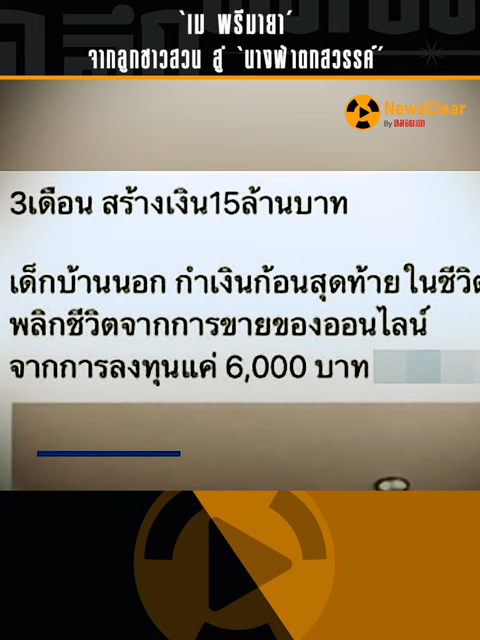 `เม พรีมายา´
จากลูกชาวสวน สู่ `นางฟ้าตกสวรรค์´
NewsClear
By
3เดือน สร้างเงิน15ล้านบาท
เด็กบ้านนอก กำเงินก้อนสุดท้าย ในชีวิต
พลิกชีวิตจากการขายของออนไลน์
จากการลงทุนแค่ 6,000 บาท